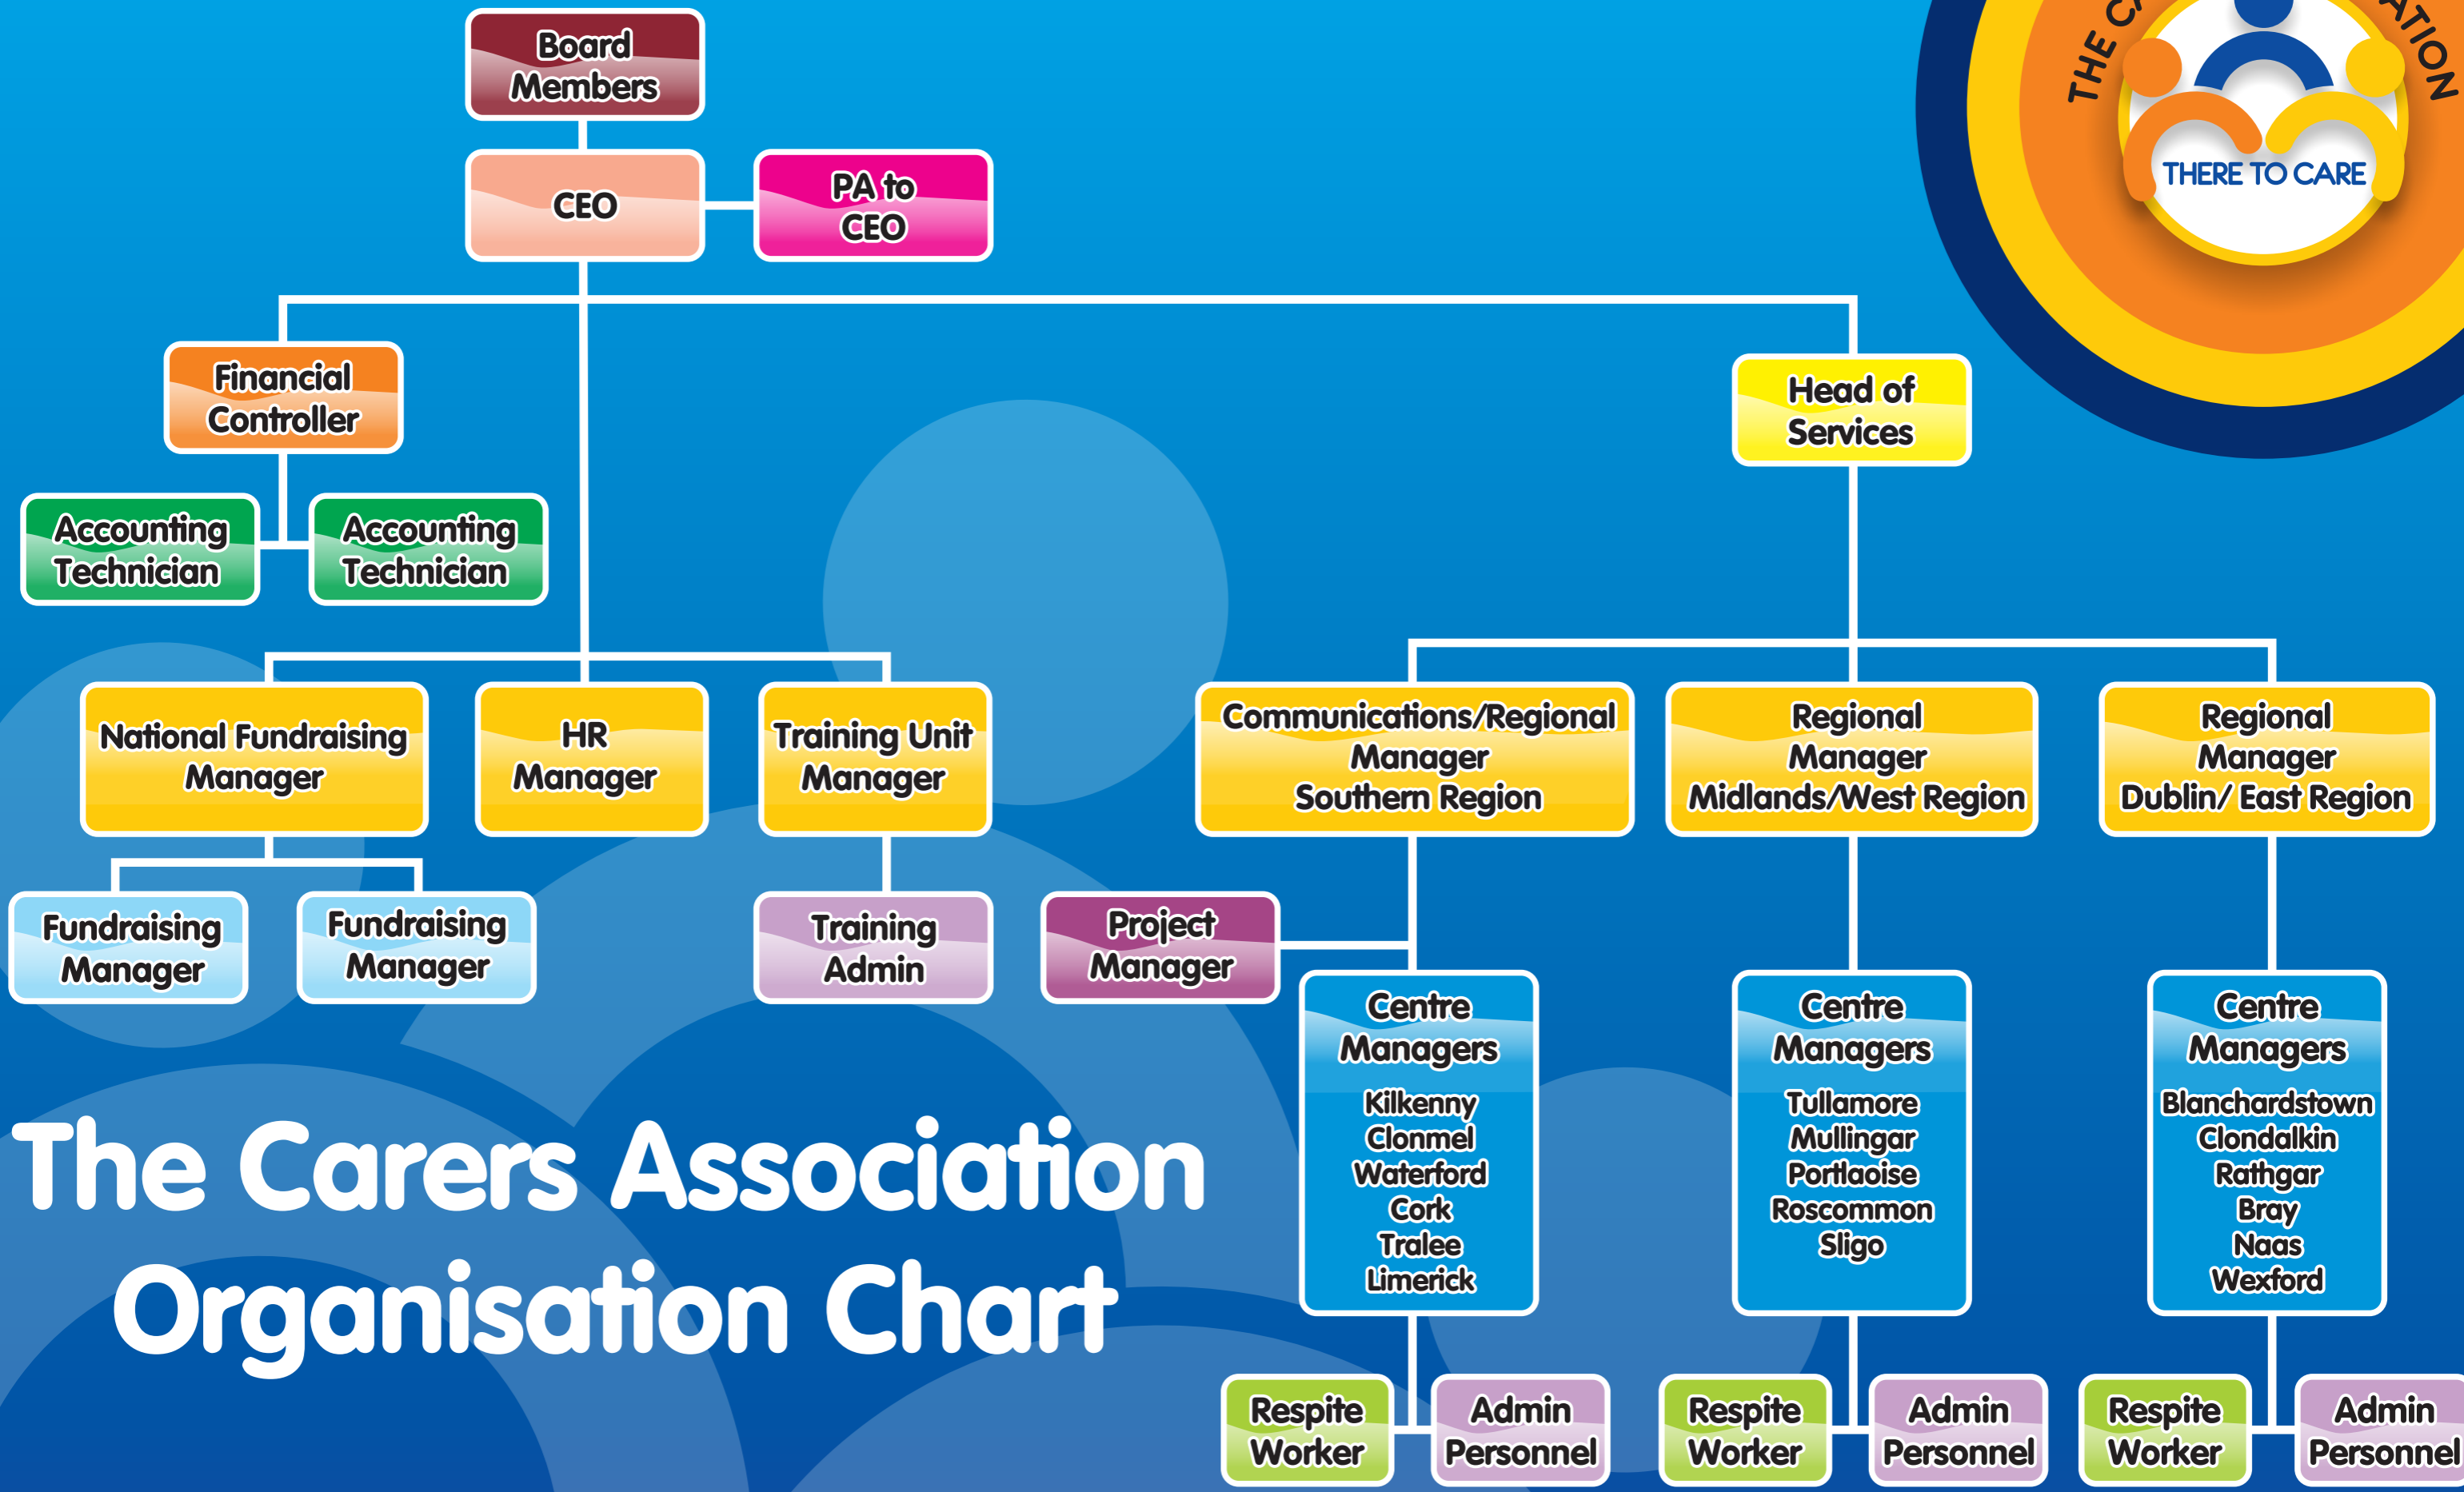 Board
Members
CEO
PA to
CEO
THERE TO CARE
Financial
Controller
Head of
Services
Accounting
Technician
Accounting
Technician
National Fundraising
Manager
HR
Manager
Training Unit
Manager
Communications/Regional
Manager
Southern Region
Regional
Manager
Midlands/West Region
Regional
Manager
Dublin/ East Region
Fundraising
Manager
Fundraising
Manager
Training
Admin
Project
Manager
Centre
Managers
Kilkenny
Clonmel
Waterford
Cork
Tralee
Limerick
Centre
Managers
Tullamore
Mullingar
Portlaoise
Roscommon
Sligo
Centre
Managers
Blanchardstown
Clondalkin
Rathgar
Bray
Naas
Wexford
The Carers Association
Organisation Chart
Respite
Worker
Admin
Personnel
Respite
Worker
Admin
Personnel
Respite
Worker
Admin
Personnel